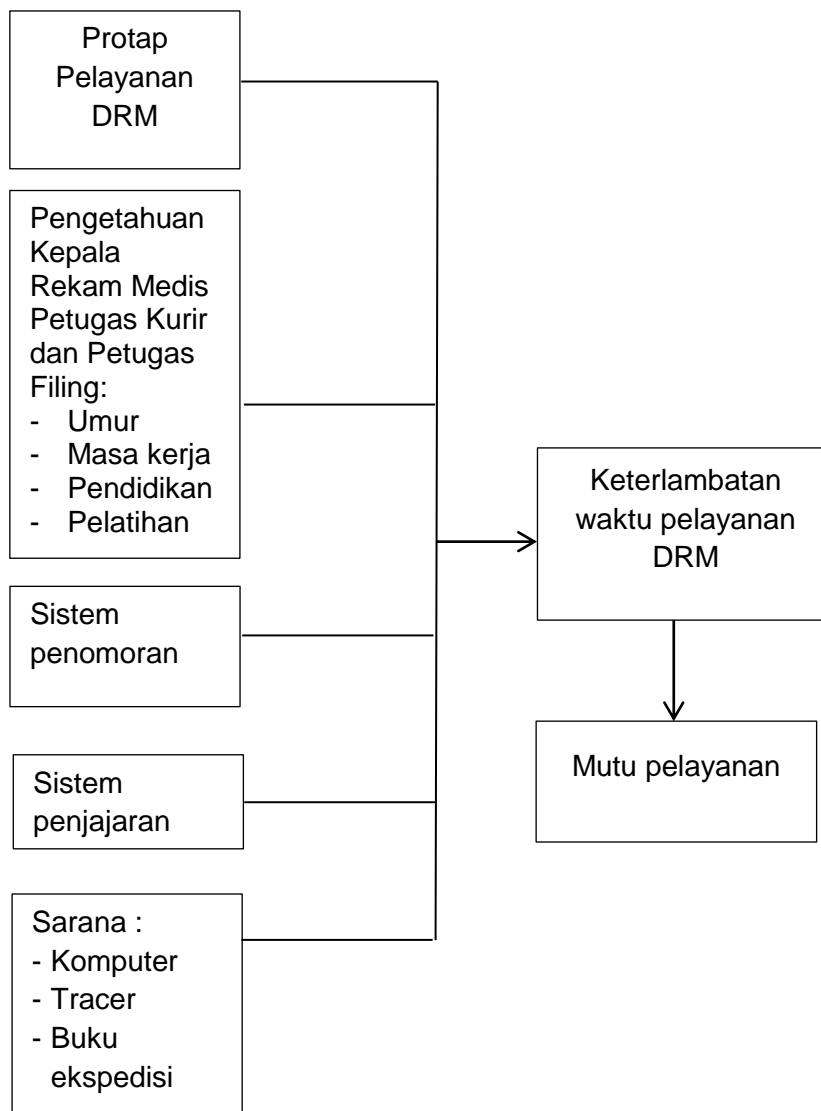 Protap
Pelayanan
DRM
Pengetahuan
Kepala
Rekam Medis
Petugas Kurir
dan Petugas
Filing:
- Umur
- Masa kerja
- Pendidikan
- Pelatihan
Sistem
penomoran
Sistem
penjajaran
Sarana :
- Komputer
- Tracer
- Buku
ekspedisi
Keterlambatan
waktu pelayanan
DRM
Mutu pelayanan